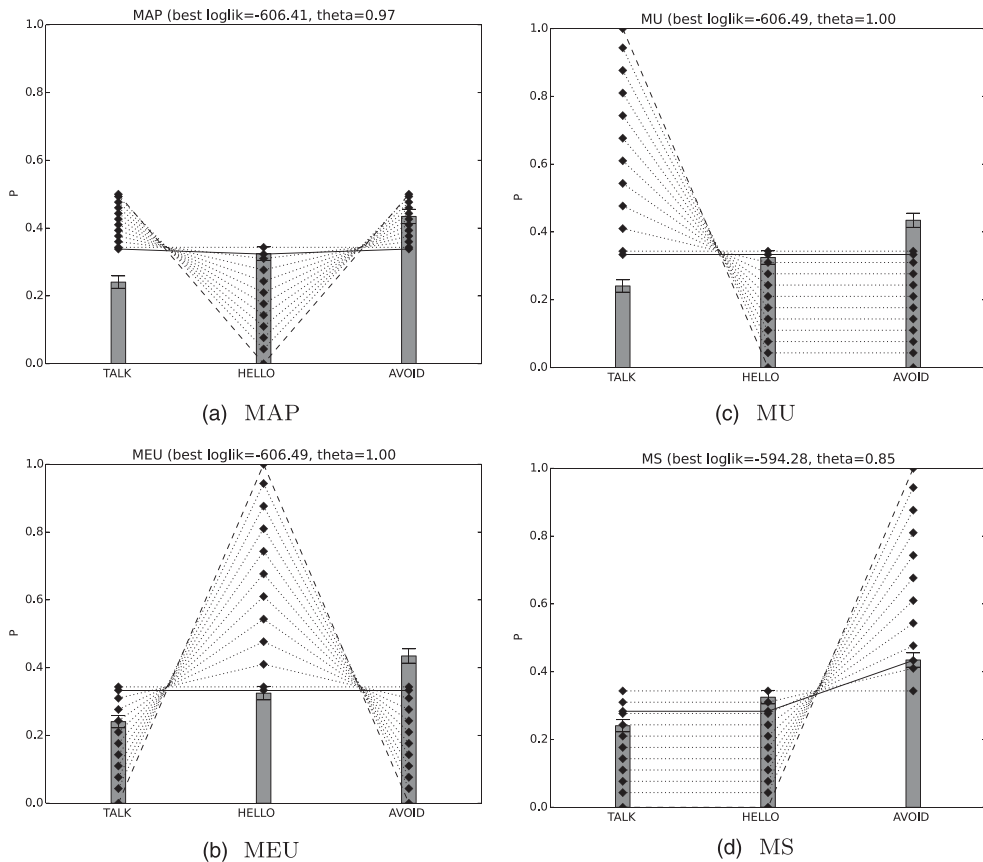 MAP (best loglik=-606.41, theta=0.97
1.0
0.8
0.6
0.4
0.2
0.0
P
TALK HELLO AVOID
(a) MAP
MU (best loglik=-606.49, theta=1.00
1.0
0.8
0.6
0.4
0.2
0.0
P
TALK HELLO AVOID
(c) MU
MEU (best loglik=-606.49, theta=1.00
1.0
0.8
0.6
0.4
0.2
0.0
P
TALK HELLO AVOID
(b) MEU
MS (best loglik=-594.28, theta=0.85
1.0
0.8
0.6
0.4
0.2
0.0
P
TALK HELLO AVOID
(d) MS